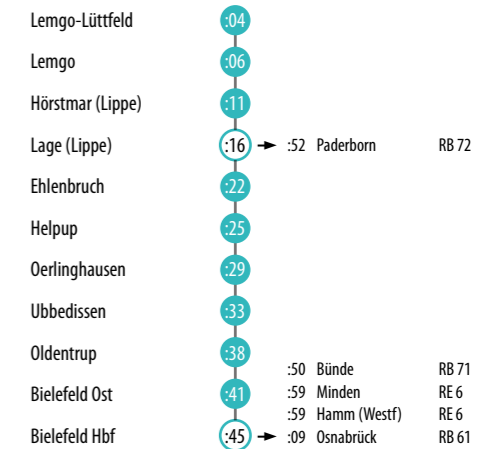 Lemgo-Lüttfeld :04
Lemgo :06
Hörstmar (Lippe) :11
Lage (Lippe) :16 → :52 Paderborn RB 72
Ehlenbruch :22
Helpup :25
Oerlinghausen :29
Ubbedissen :33
Oldentrup :38
:50 Bünde RB 71
Bielefeld Ost :41 :59 Minden RE 6
:59 Hamm (Westf) RE 6
Bielefeld Hbf :45 → :09 Osnabrück RB 61